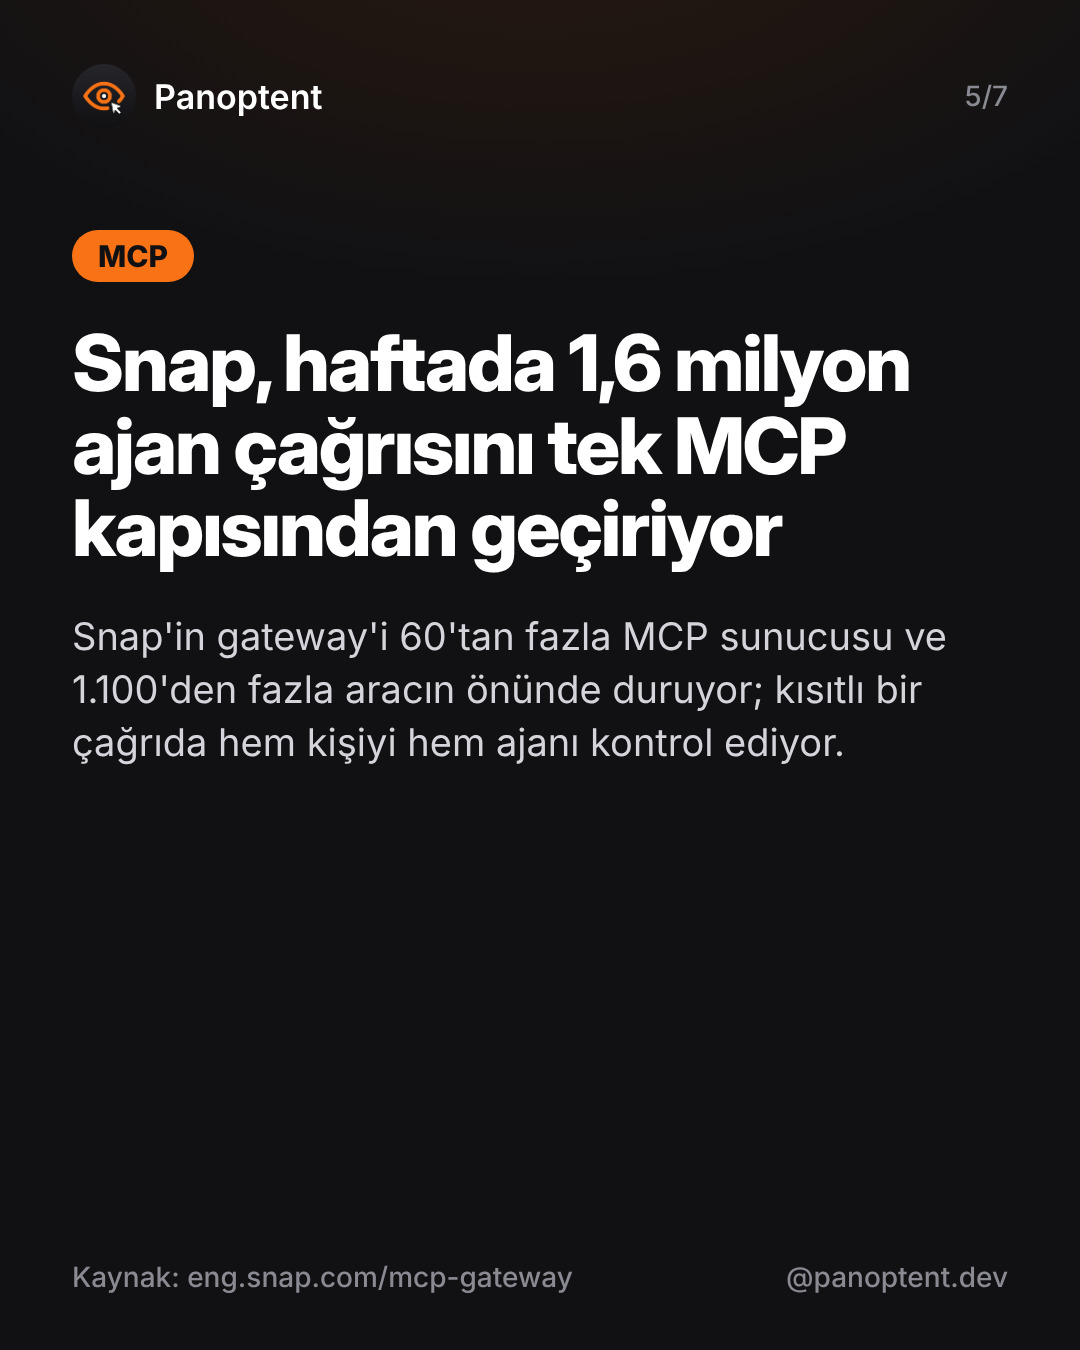 Panoptent
5/7
MCP
Snap, haftada 1,6 milyon
ajan çağrısını tek MCP
kapısından geçiriyor
Snap'in gateway'i 60'tan fazla MCP sunucusu ve
1.100'den fazla aracın önünde duruyor; kısıtlı bir
çağrıda hem kişiyi hem ajanı kontrol ediyor.
Kaynak: eng.snap.com/mcp-gateway
@panoptent.dev